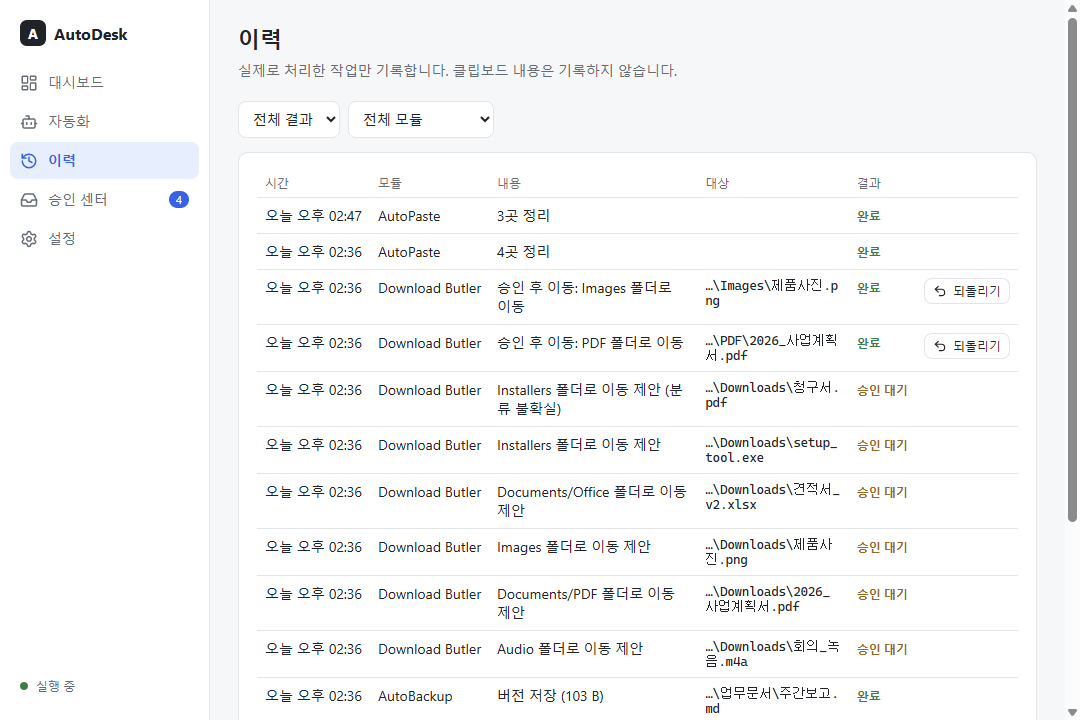 A AutoDesk
대시보드
자동화
이력
승인 센터 4
설정
실행 중
이력
실제로 처리한 작업만 기록합니다. 클립보드 내용은 기록하지 않습니다.
전체 결과 전체 모듈
시간 모듈 내용 대상 결과
오늘 오후 02:47 AutoPaste 3곳 정리 완료
오늘 오후 02:36 AutoPaste 4곳 정리 완료
오늘 오후 02:36 Download Butler 승인 후 이동: Images 폴더로 …\Images\제품사진.p 완료 되돌리기
이동 ng
오늘 오후 02:36 Download Butler 승인 후 이동: PDF 폴더로 이동 …\PDF\2026_사업계획 완료 되돌리기
서.pdf
오늘 오후 02:36 Download Butler Installers 폴더로 이동 제안 (분 …\Downloads\청구서. 승인 대기
류 불확실) pdf
오늘 오후 02:36 Download Butler Installers 폴더로 이동 제안 …\Downloads\setup_ 승인 대기
tool.exe
오늘 오후 02:36 Download Butler Documents/Office 폴더로 이동 …\Downloads\견적서_ 승인 대기
제안 v2.xlsx
오늘 오후 02:36 Download Butler Images 폴더로 이동 제안 …\Downloads\제품사 승인 대기
진.png
오늘 오후 02:36 Download Butler Documents/PDF 폴더로 이동 …\Downloads\2026_ 승인 대기
제안 사업계획서.pdf
오늘 오후 02:36 Download Butler Audio 폴더로 이동 제안 …\Downloads\회의_녹 승인 대기
음.m4a
오늘 오후 02:36 AutoBackup 버전 저장 (103 B) …\업무문서\주간보고. 완료
md